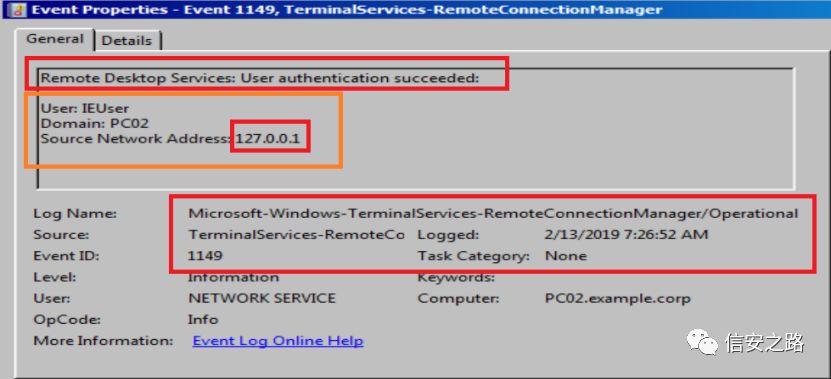 Event Properties - Event 1149, TerminalServices-RemoteConnectionManager
General Details
Remote Desktop Services: User authentication succeeded:
User: IEUser
Domain: PC02
Source Network Address: 127.0.0.1
Log Name: Microsoft-Windows-TerminalServices-RemoteConnectionManager/Operational
Source: TerminalServices-RemoteCo Logged: 2/13/2019 7:26:52 AM
Event ID: 1149 Task Category: None
Level: Information Keywords:
User: NETWORK SERVICE Computer: PC02.example.corp
OpCode: Info
More Information: Event Log Online Help
信安之路